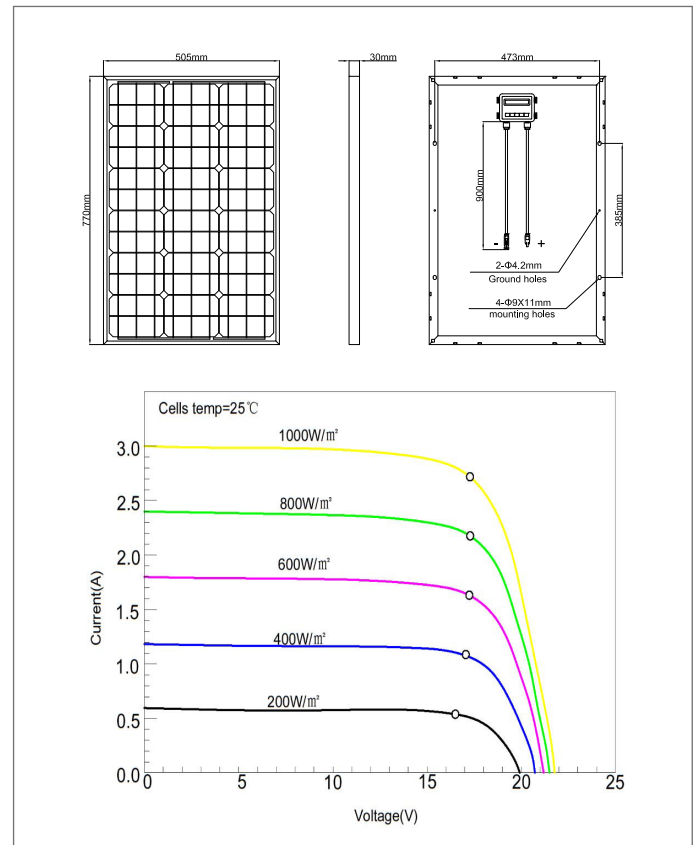 505mm
30mm
473mm
770mm
900mm
385mm
- +
2-Φ4.2mm
Ground holes
4-Φ9X11mm
mounting holes
Cells temp=25℃
1000W/m²
3.0
2.5
800W/m²
2.0
600W/m²
1.5
Current(A)
400W/m²
1.0
200W/m²
0.5
0.0
0 5 10 15 20 25
Voltage(V)